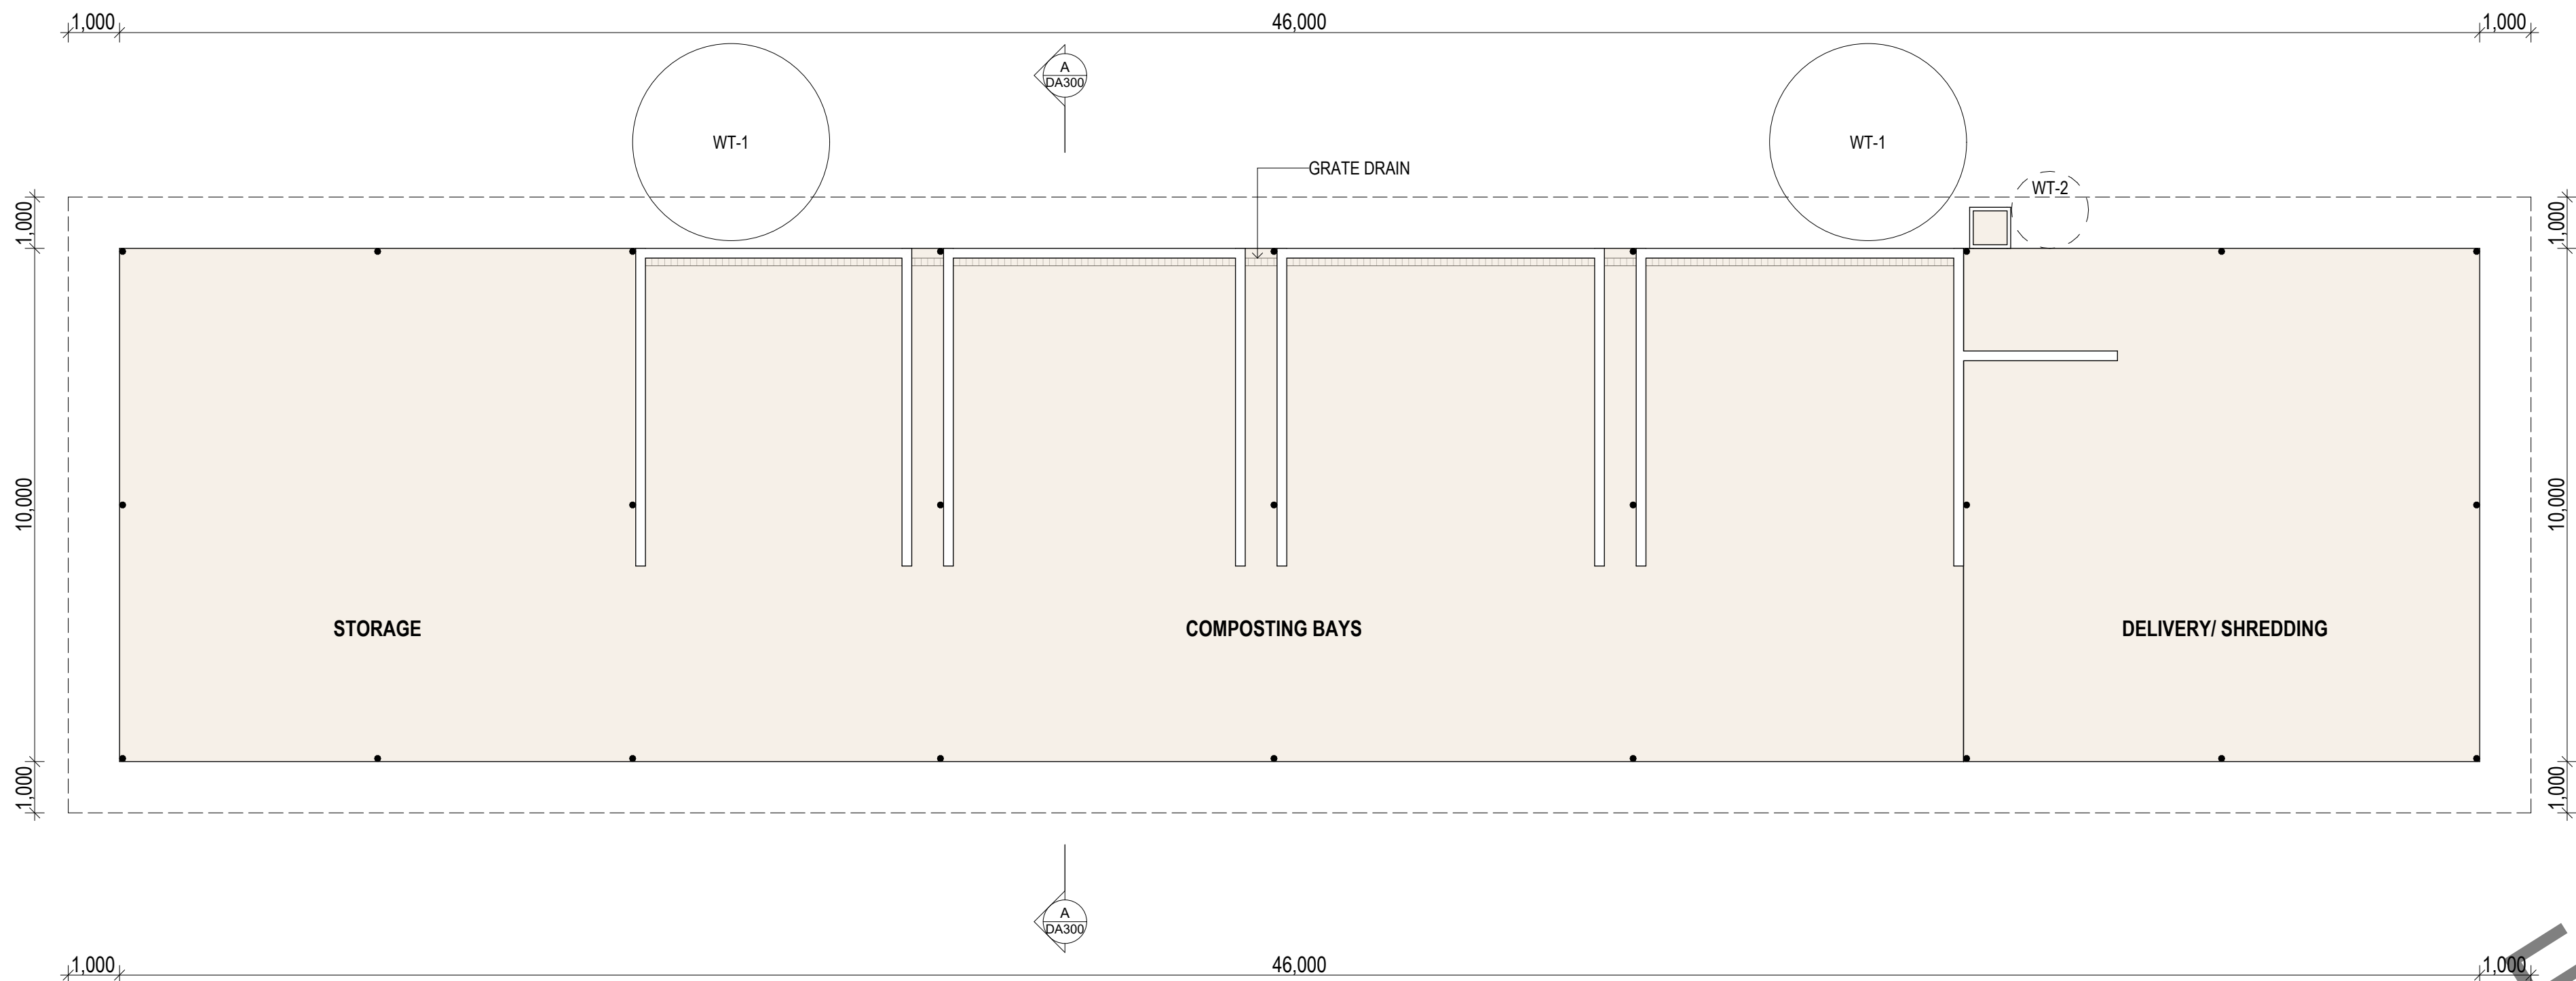 1,000
46,000
1,000
A
DA300
WT-1
WT-1
GRATE DRAIN
WT-2
1,000
1,000
10,000
10,000
STORAGE
COMPOSTING BAYS
DELIVERY/ SHREDDING
1,000
1,000
A
DA300
1,000
46,000
1,000